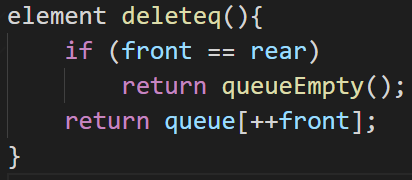 element deleteq(){
    if (front == rear)
        return queueEmpty();
    return queue[++front];
}